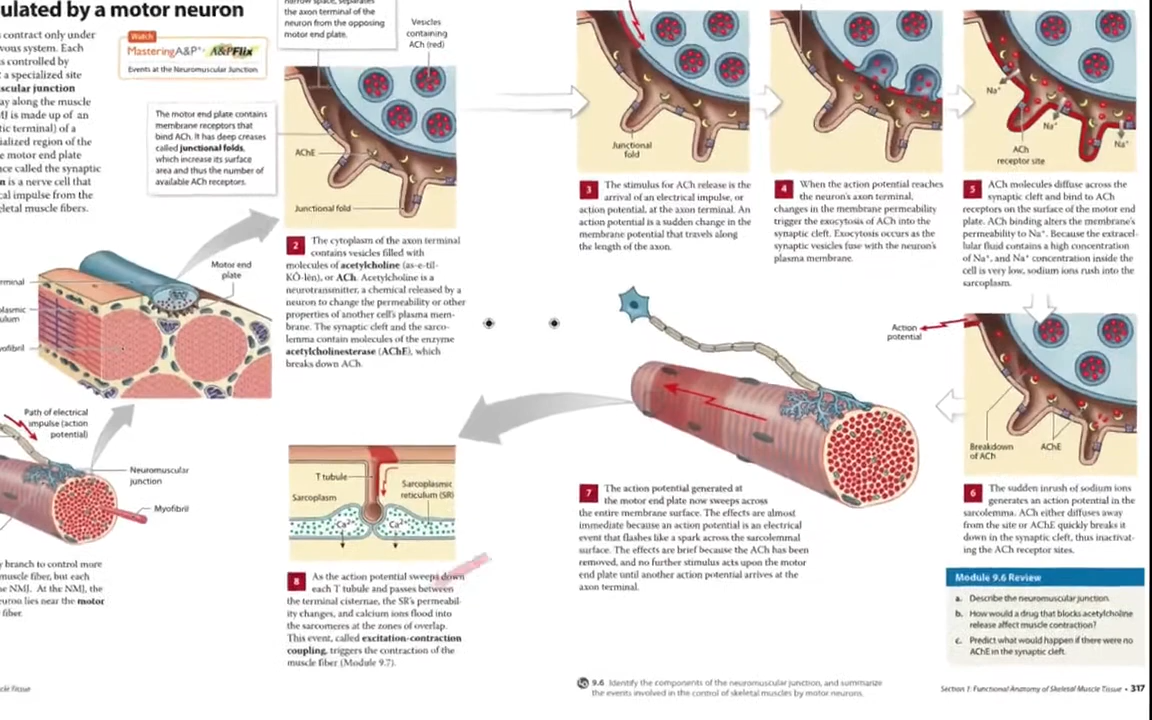 ulated by a motor neuron
contract only under
vous system. Each
s controlled by
a specialized site
scular junction
ay along the muscle
MJ is made up of an
tic terminal) of a
ialized region of the
e motor end plate
ace called the synaptic
n is a nerve cell that
cal impulse from the
eletal muscle fibers.
Watch
MasteringA&P® A&PFlix
Events at the Neuromuscular Junction
narrow space, separates
the axon terminal of the
neuron from the opposing
motor end plate.
Vesicles
containing
ACh (red)
The motor end plate contains
membrane receptors that
bind ACh. It has deep creases
called junctional folds,
which increase its surface
area and thus the number of
available ACh receptors.
AChE
Junctional fold
2 The cytoplasm of the axon terminal
contains vesicles filled with
molecules of acetylcholine (as-e-til-
KŌ-lēn), or ACh. Acetylcholine is a
neurotransmitter, a chemical released by a
neuron to change the permeability or other
properties of another cell's plasma mem-
brane. The synaptic cleft and the sarco-
lemma contain molecules of the enzyme
acetylcholinesterase (AChE), which
breaks down ACh.
rminal
plasmic
ulum
yofibril
Motor end
plate
Path of electrical
impulse (action
potential)
Neuromuscular
junction
Myofibril
y branch to control more
muscle fiber, but each
ne NMJ. At the NMJ, the
euron lies near the motor
fiber.
T tubule
Sarcoplasm
Sarcoplasmic
reticulum (SR)
Ca2+ Ca2+
8 As the action potential sweeps down
each T tubule and passes between
the terminal cisternae, the SR's permeabil-
ity changes, and calcium ions flood into
the sarcomeres at the zones of overlap.
This event, called excitation-contraction
coupling, triggers the contraction of the
muscle fiber (Module 9.7).
Junctional
fold
3 The stimulus for ACh release is the
arrival of an electrical impulse, or
action potential, at the axon terminal. An
action potential is a sudden change in the
membrane potential that travels along
the length of the axon.
4 When the action potential reaches
the neuron's axon terminal,
changes in the membrane permeability
trigger the exocytosis of ACh into the
synaptic cleft. Exocytosis occurs as the
synaptic vesicles fuse with the neuron's
plasma membrane.
Na+
Na+
Na+
ACh
receptor site
5 ACh molecules diffuse across the
synaptic cleft and bind to ACh
receptors on the surface of the motor end
plate. ACh binding alters the membrane's
permeability to Na+. Because the extracel-
lular fluid contains a high concentration
of Na+, and Na+ concentration inside the
cell is very low, sodium ions rush into the
sarcoplasm.
Action
potential
Breakdown
of ACh
AChE
6 The sudden inrush of sodium ions
generates an action potential in the
sarcolemma. ACh either diffuses away
from the site or AChE quickly breaks it
down in the synaptic cleft, thus inactivat-
ing the ACh receptor sites.
7 The action potential generated at
the motor end plate now sweeps across
the entire membrane surface. The effects are almost
immediate because an action potential is an electrical
event that flashes like a spark across the sarcolemmal
surface. The effects are brief because the ACh has been
removed, and no further stimulus acts upon the motor
end plate until another action potential arrives at the
axon terminal.
Module 9.6 Review
a. Describe the neuromuscular junction.
b. How would a drug that blocks acetylcholine
release affect muscle contraction?
c. Predict what would happen if there were no
AChE in the synaptic cleft.
cle Tissue
LO 9.6 Identify the components of the neuromuscular junction, and summarize
the events involved in the control of skeletal muscles by motor neurons.
Section 1: Functional Anatomy of Skeletal Muscle Tissue • 317